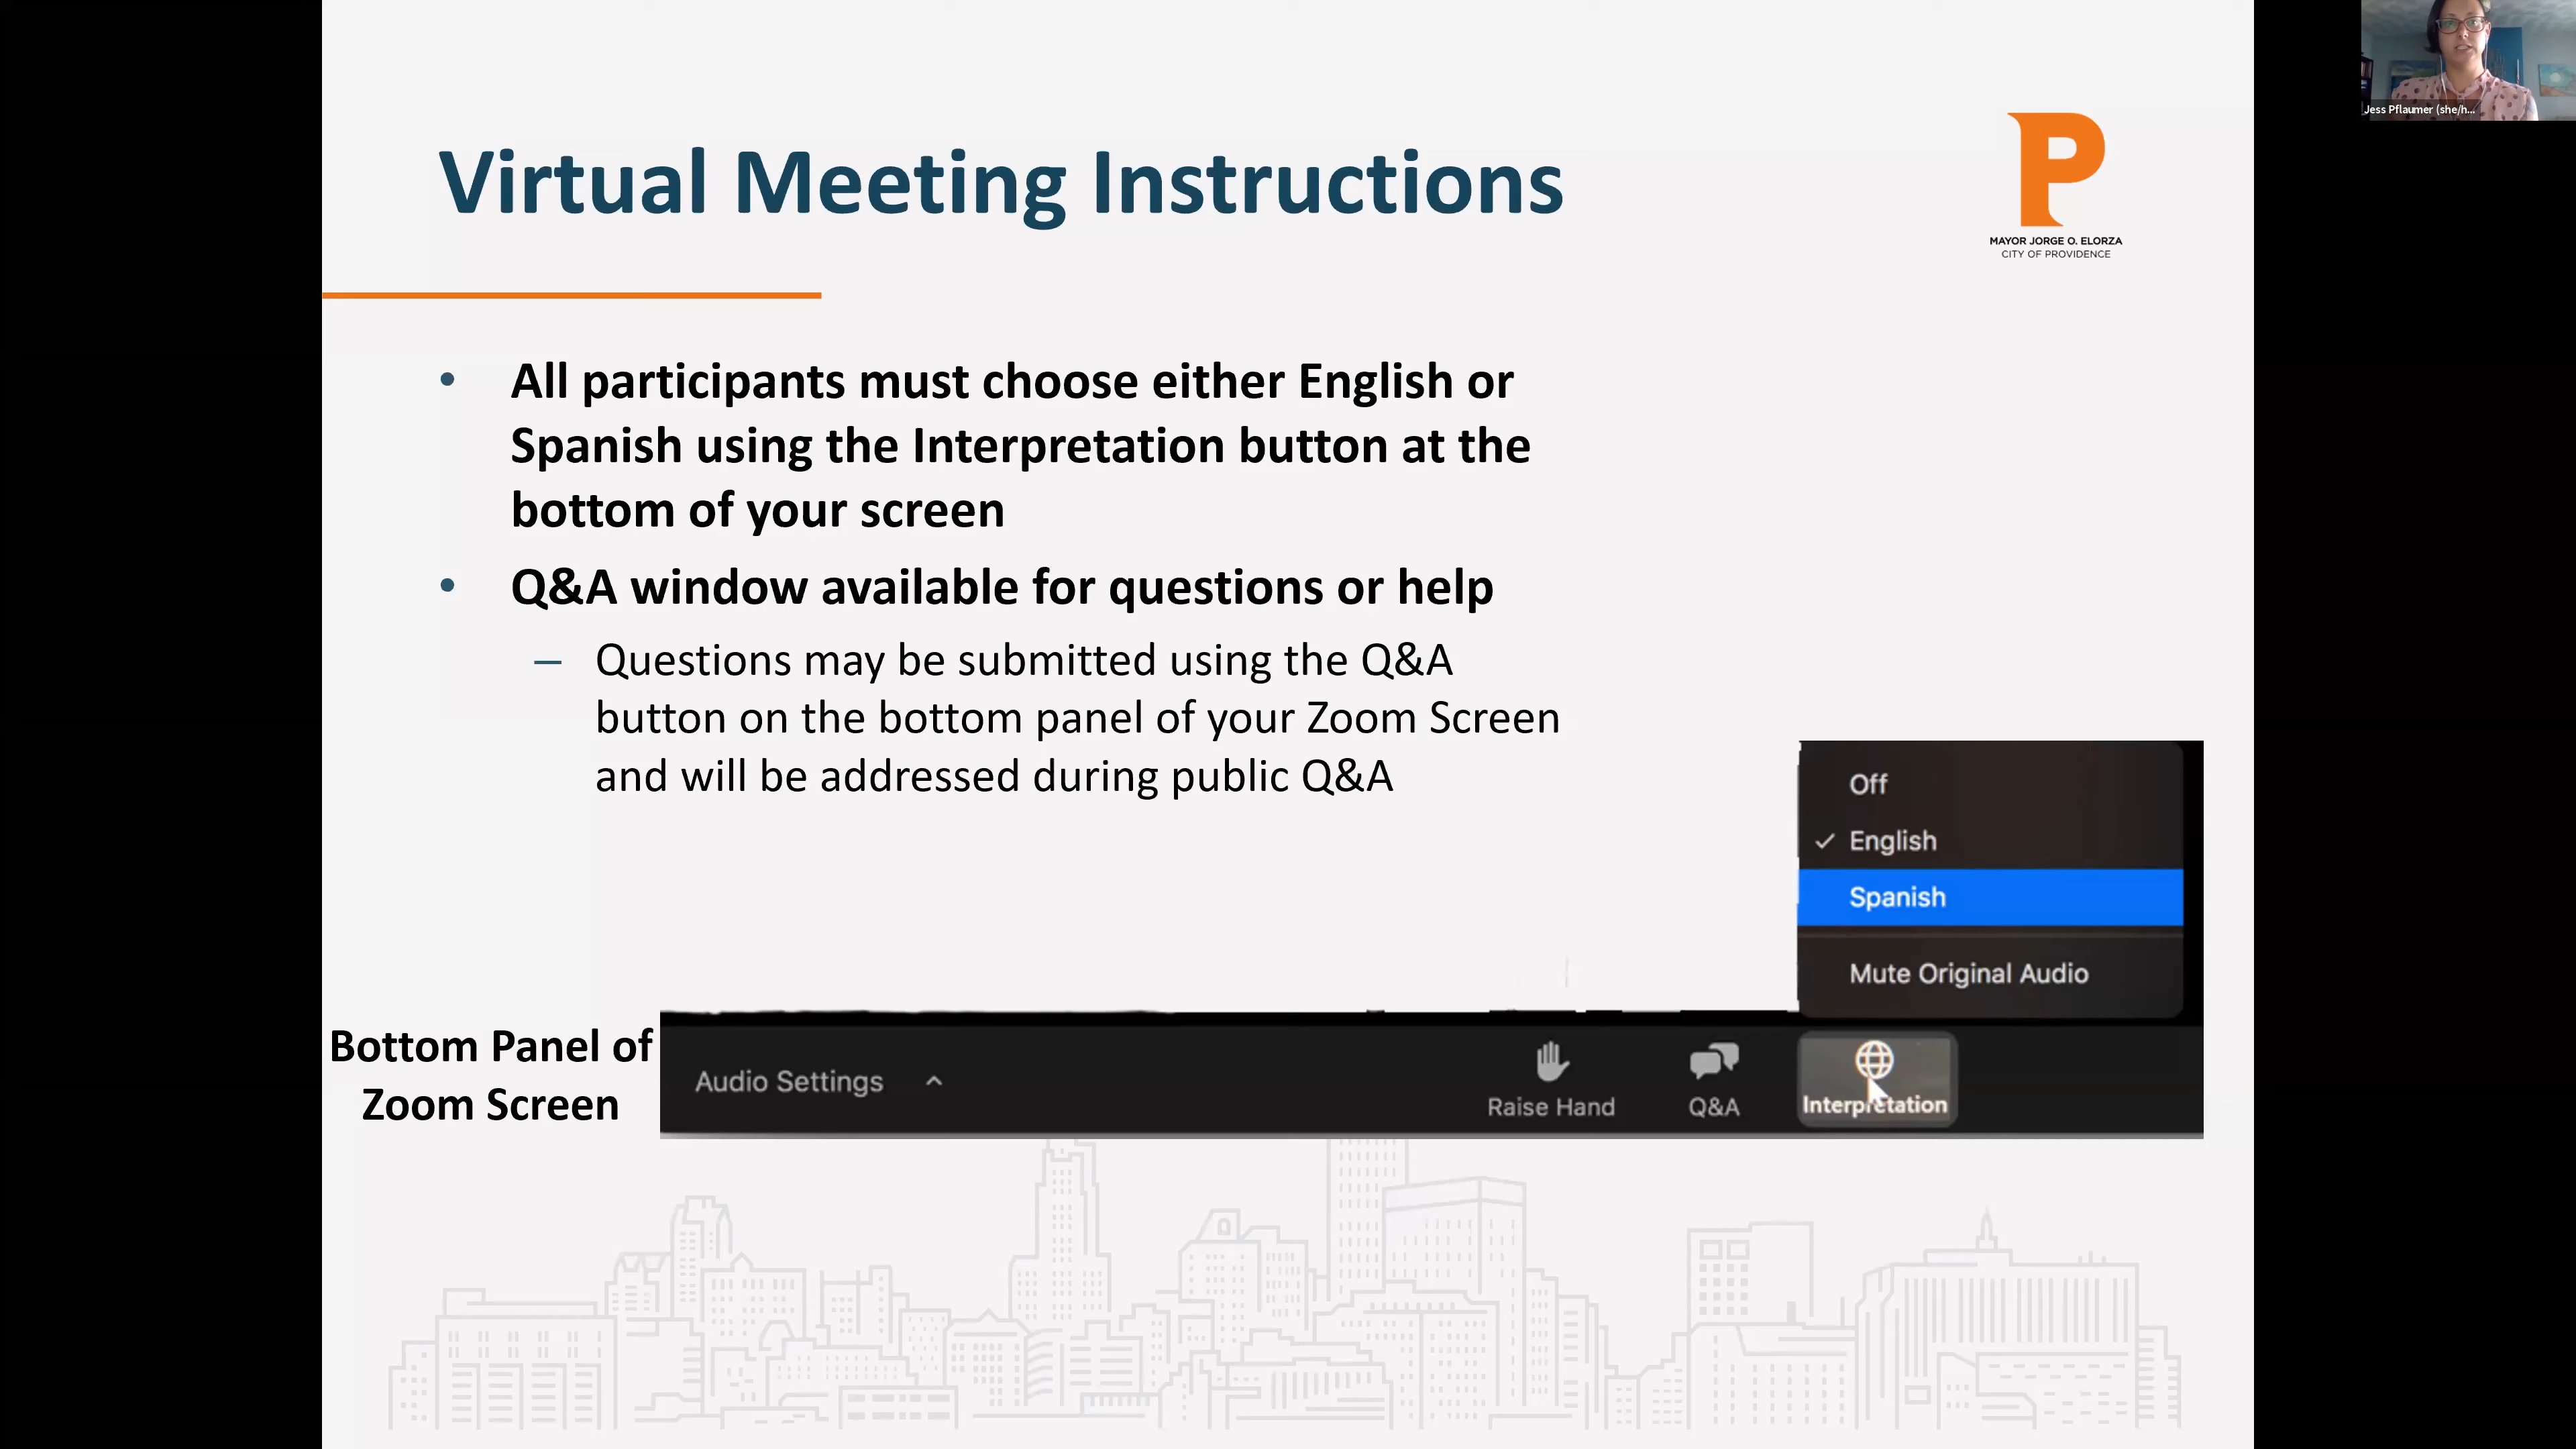 Virtual Meeting Instructions
Jess Pflaumer (she/h...
MAYOR JORGE O. ELORZA
CITY OF PROVIDENCE
• All participants must choose either English or
Spanish using the Interpretation button at the
bottom of your screen
• Q&A window available for questions or help
– Questions may be submitted using the Q&A
button on the bottom panel of your Zoom Screen
and will be addressed during public Q&A
Off
✓ English
Spanish
Mute Original Audio
Bottom Panel of
Zoom Screen
Audio Settings
Raise Hand
Q&A
Interpretation